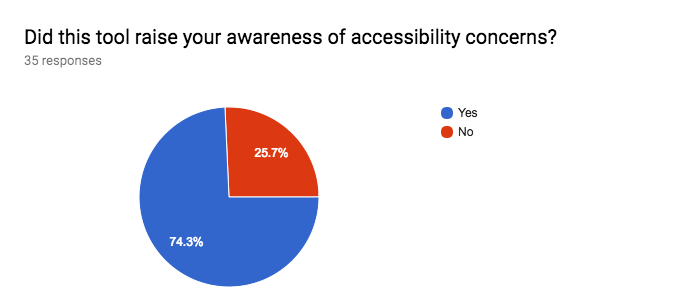 Did this tool raise your awareness of accessibility concerns?
35 responses
Yes
No
25.7%
74.3%